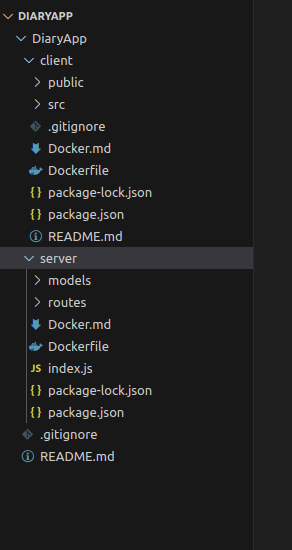 DIARYAPP
DiaryApp
client
public
src
.gitignore
Docker.md
Dockerfile
{} package-lock.json
{} package.json
README.md
server
models
routes
Docker.md
Dockerfile
JS index.js
{} package-lock.json
{} package.json
.gitignore
README.md